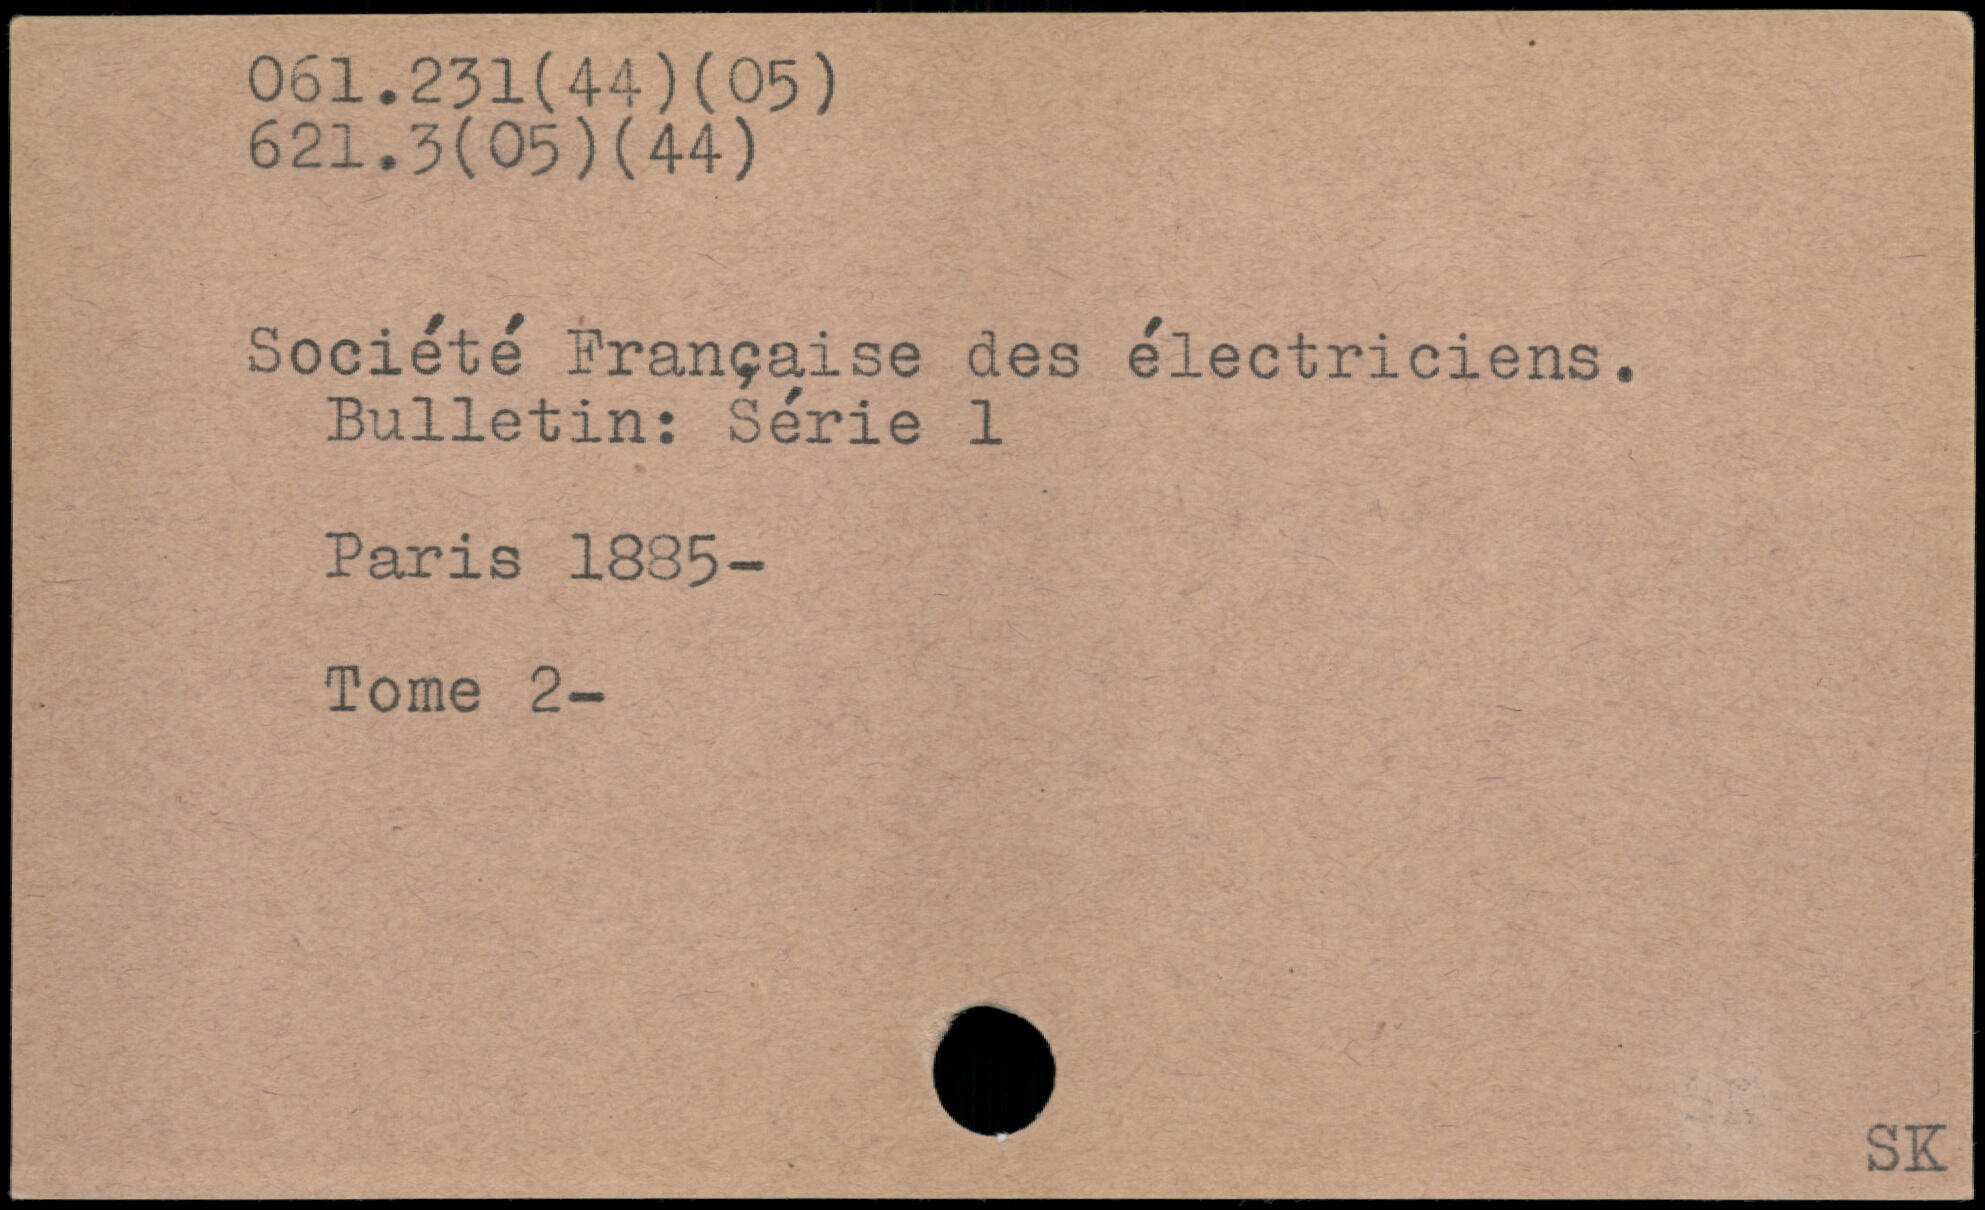 061.231(44)(05)
621.3(05)(44)
Société Française des électriciens.
Bulletin: Série 1
Paris 1885-
Tome 2-
SK